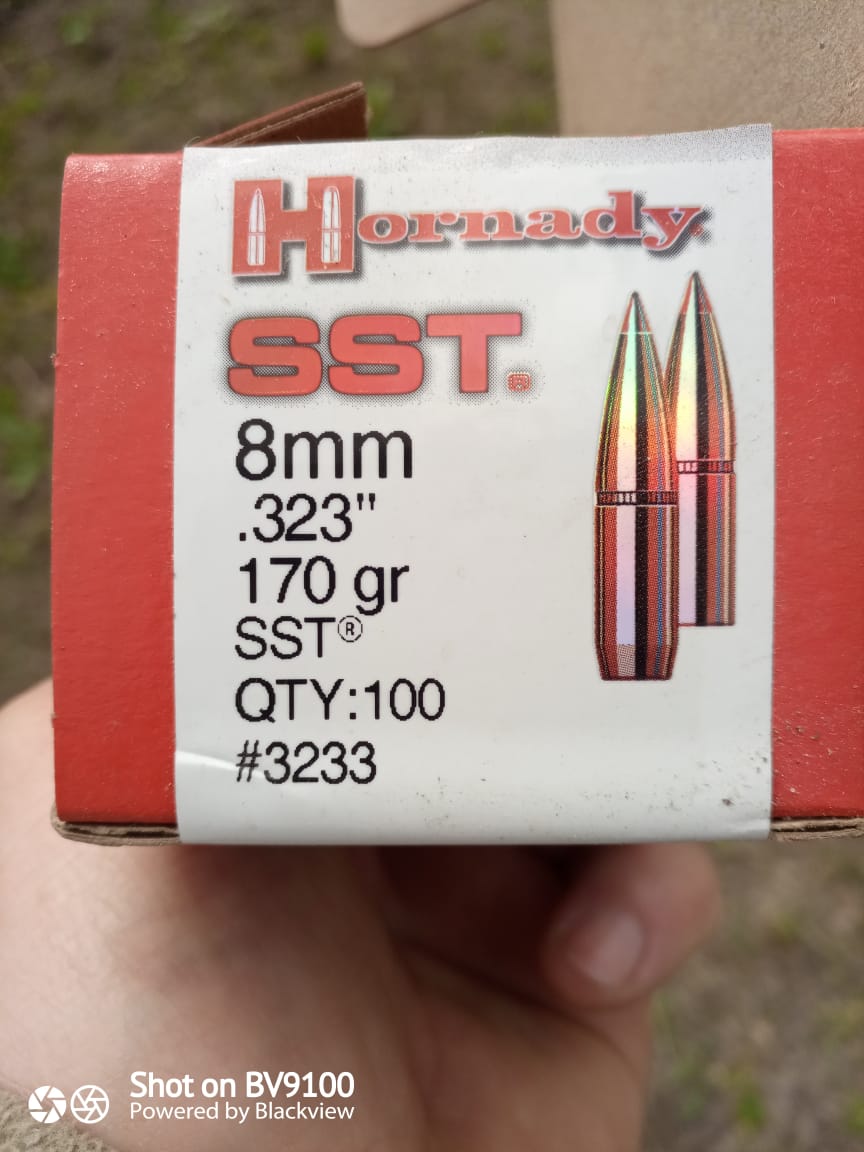 Hornady
SST®
8mm
.323"
170 gr
SST®
QTY:100
#3233
Shot on BV9100
Powered by Blackview